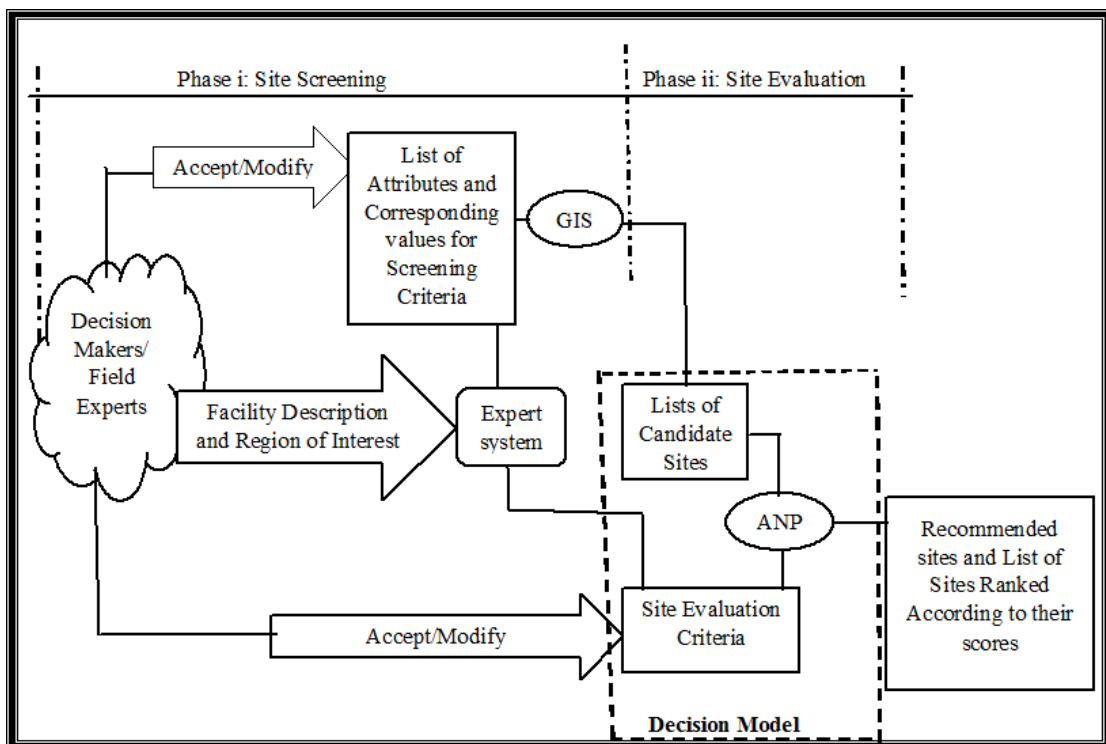 Phase i: Site Screening
Phase ii: Site Evaluation
Accept/Modify
List of
Attributes and
Corresponding
values for
Screening
Criteria
GIS
Decision
Makers/
Field
Experts
Facility Description
and Region of Interest
Expert
system
Lists of
Candidate
Sites
ANP
Recommended
sites and List of
Sites Ranked
According to their
scores
Site Evaluation
Criteria
Accept/Modify
Decision Model